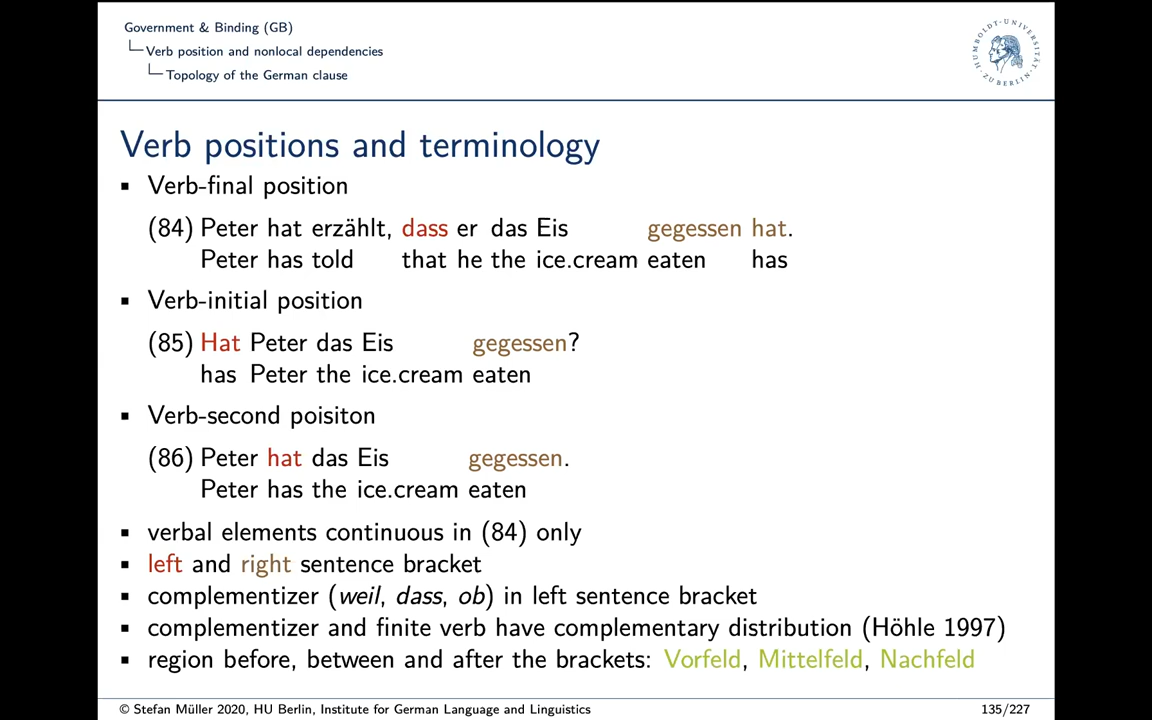 Government & Binding (GB)
Verb position and nonlocal dependencies
Topology of the German clause
HUMBOLDT-UNIVERSITÄT ZU BERLIN
Verb positions and terminology
▪ Verb-final position
(84) Peter hat erzählt, dass er das Eis gegessen hat.
Peter has told that he the ice.cream eaten has
▪ Verb-initial position
(85) Hat Peter das Eis gegessen?
has Peter the ice.cream eaten
▪ Verb-second poisiton
(86) Peter hat das Eis gegessen.
Peter has the ice.cream eaten
▪ verbal elements continuous in (84) only
▪ left and right sentence bracket
▪ complementizer (weil, dass, ob) in left sentence bracket
▪ complementizer and finite verb have complementary distribution (Höhle 1997)
▪ region before, between and after the brackets: Vorfeld, Mittelfeld, Nachfeld
© Stefan Müller 2020, HU Berlin, Institute for German Language and Linguistics 135/227